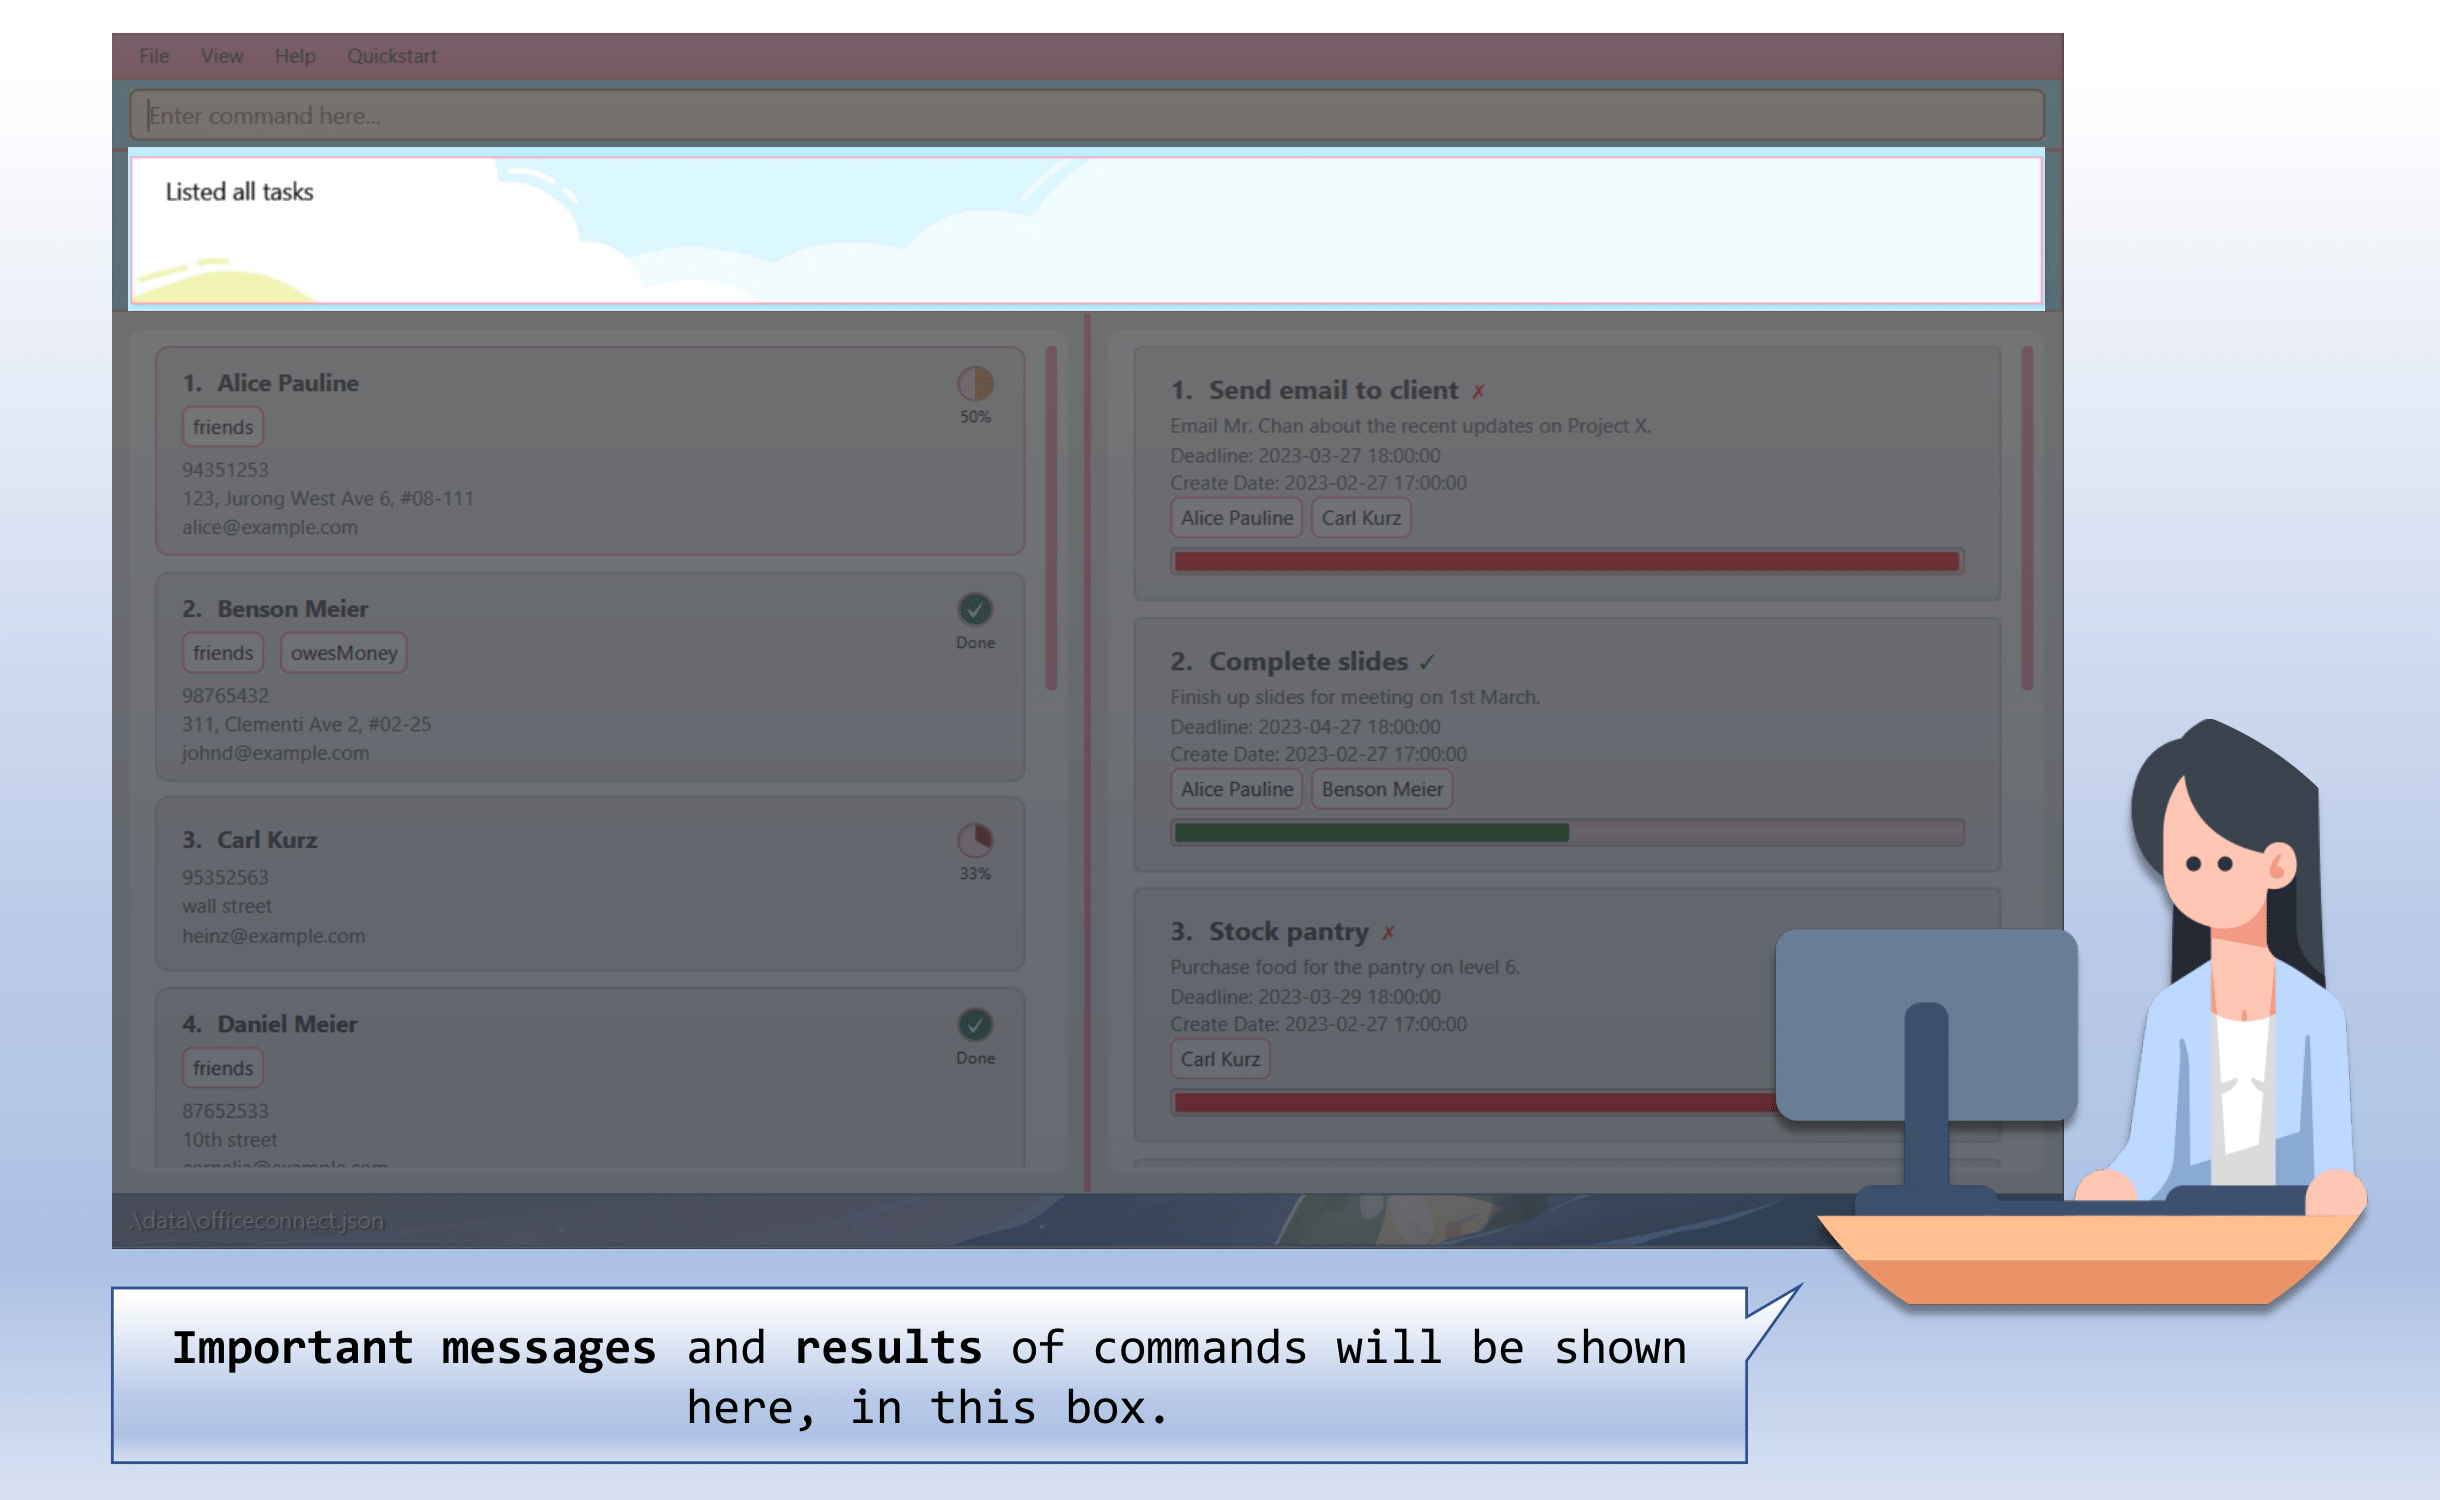 File View Help Quickstart
Enter command here...
Listed all tasks
1. Alice Pauline
50%
friends
94351253
123, Jurong West Ave 6, #08-111
alice@example.com
2. Benson Meier
Done
friends owesMoney
98765432
311, Clementi Ave 2, #02-25
johnd@example.com
3. Carl Kurz
33%
95352563
wall street
heinz@example.com
4. Daniel Meier
Done
friends
87652533
10th street
cornelia@example.com
1. Send email to client ✗
Email Mr. Chan about the recent updates on Project X.
Deadline: 2023-03-27 18:00:00
Create Date: 2023-02-27 17:00:00
Alice Pauline Carl Kurz
2. Complete slides ✓
Finish up slides for meeting on 1st March.
Deadline: 2023-04-27 18:00:00
Create Date: 2023-02-27 17:00:00
Alice Pauline Benson Meier
3. Stock pantry ✗
Purchase food for the pantry on level 6.
Deadline: 2023-03-29 18:00:00
Create Date: 2023-02-27 17:00:00
Carl Kurz
.\data\officeconnect.json
Important messages and results of commands will be shown
here, in this box.